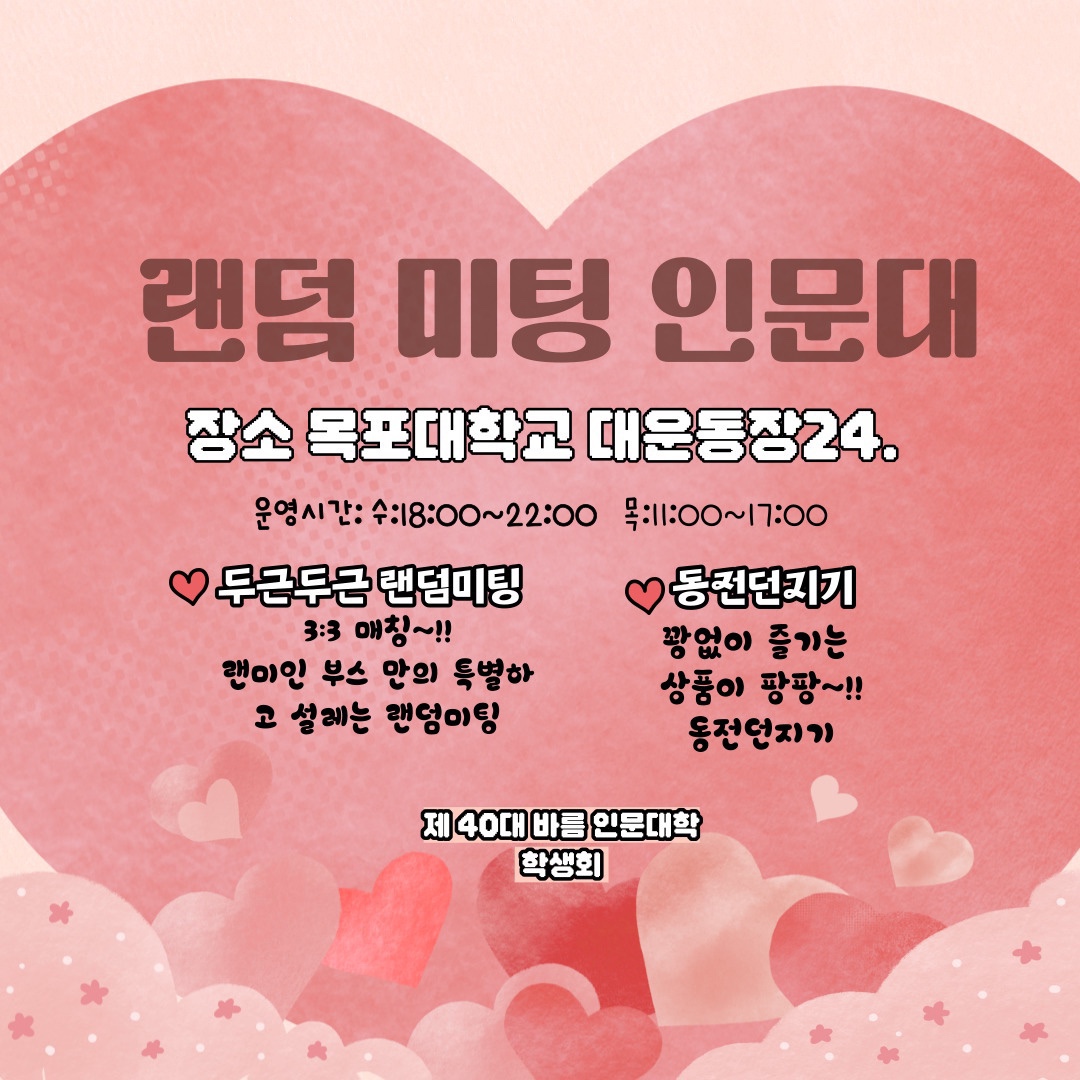 랜덤 미팅 인문대
장소 목포대학교 대운동장24.
운영시간: 수:18:00~22:00 목:11:00~17:00
두근두근 랜덤미팅
3:3 매칭~!!
랜미인 부스 만의 특별하
고 설레는 랜덤미팅
동전던지기
꽝없이 즐기는
상품이 팡팡~!!
동전던지기
제 40대 바름 인문대학
학생회